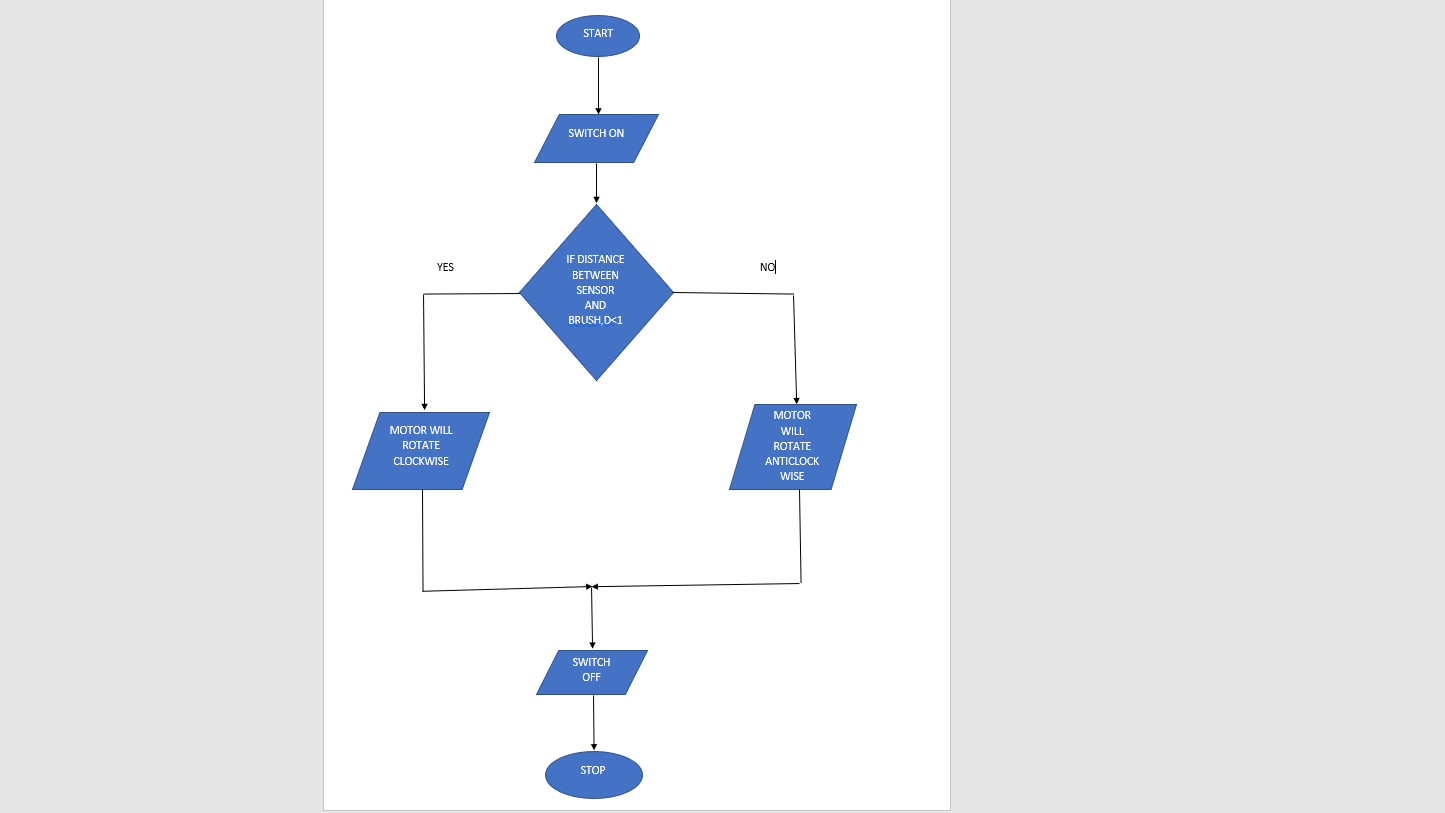 START
SWITCH ON
IF DISTANCE
BETWEEN
SENSOR
AND
BRUSH,D<1
YES
NO
MOTOR WILL
ROTATE
CLOCKWISE
MOTOR
WILL
ROTATE
ANTICLOCK
WISE
SWITCH
OFF
STOP